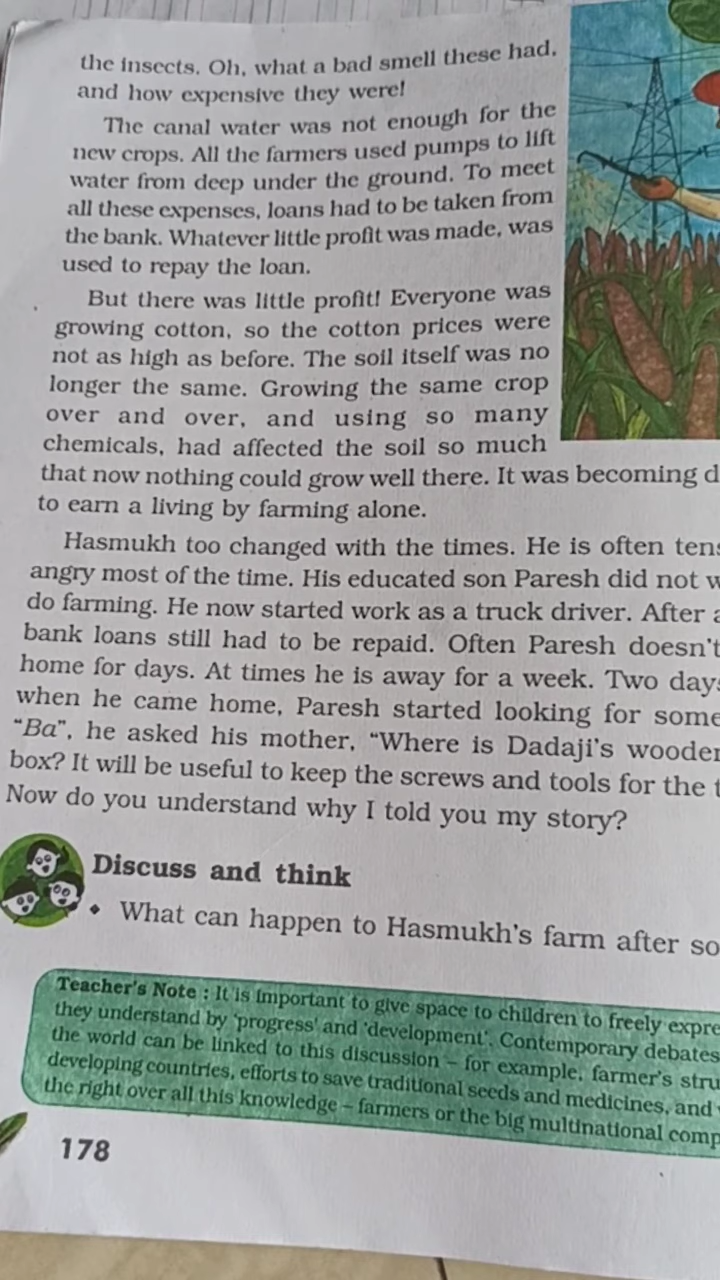 the insects. Oh, what a bad smell these had,
and how expensive they were!
The canal water was not enough for the
new crops. All the farmers used pumps to lift
water from deep under the ground. To meet
all these expenses, loans had to be taken from
the bank. Whatever little profit was made, was
used to repay the loan.
But there was little profit! Everyone was
growing cotton, so the cotton prices were
not as high as before. The soil itself was no
longer the same. Growing the same crop
over and over, and using so many
chemicals, had affected the soil so much
that now nothing could grow well there. It was becoming
to earn a living by farming alone.
Hasmukh too changed with the times. He is often
angry most of the time. His educated son Paresh did not
do farming. He now started work as a truck driver. After
bank loans still had to be repaid. Often Paresh doesn't
home for days. At times he is away for a week. Two
when he came home, Paresh started looking for
"Ba", he asked his mother, "Where is Dadaji's
box? It will be useful to keep the screws and tools for the
Now do you understand why I told you my story?
Discuss and think
• What can happen to Hasmukh's farm after
Teacher's Note : It is important to give space to children to freely
they understand by 'progress' and 'development'. Contemporary debates
the world can be linked to this discussion – for example, farmer's
developing countries, efforts to save traditional seeds and medicines, and
the right over all this knowledge – farmers or the big multinational
178